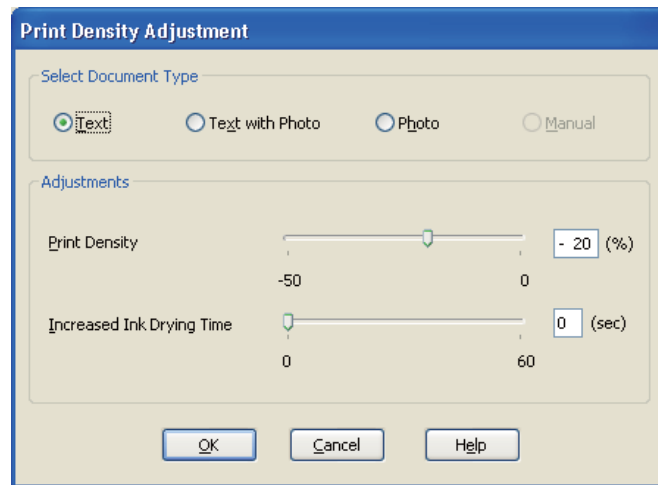 Print Density Adjustment
Select Document Type
Text Text with Photo Photo Manual
Adjustments
Print Density - 20 (%)
-50 0
Increased Ink Drying Time 0 (sec)
0 60
OK Cancel Help